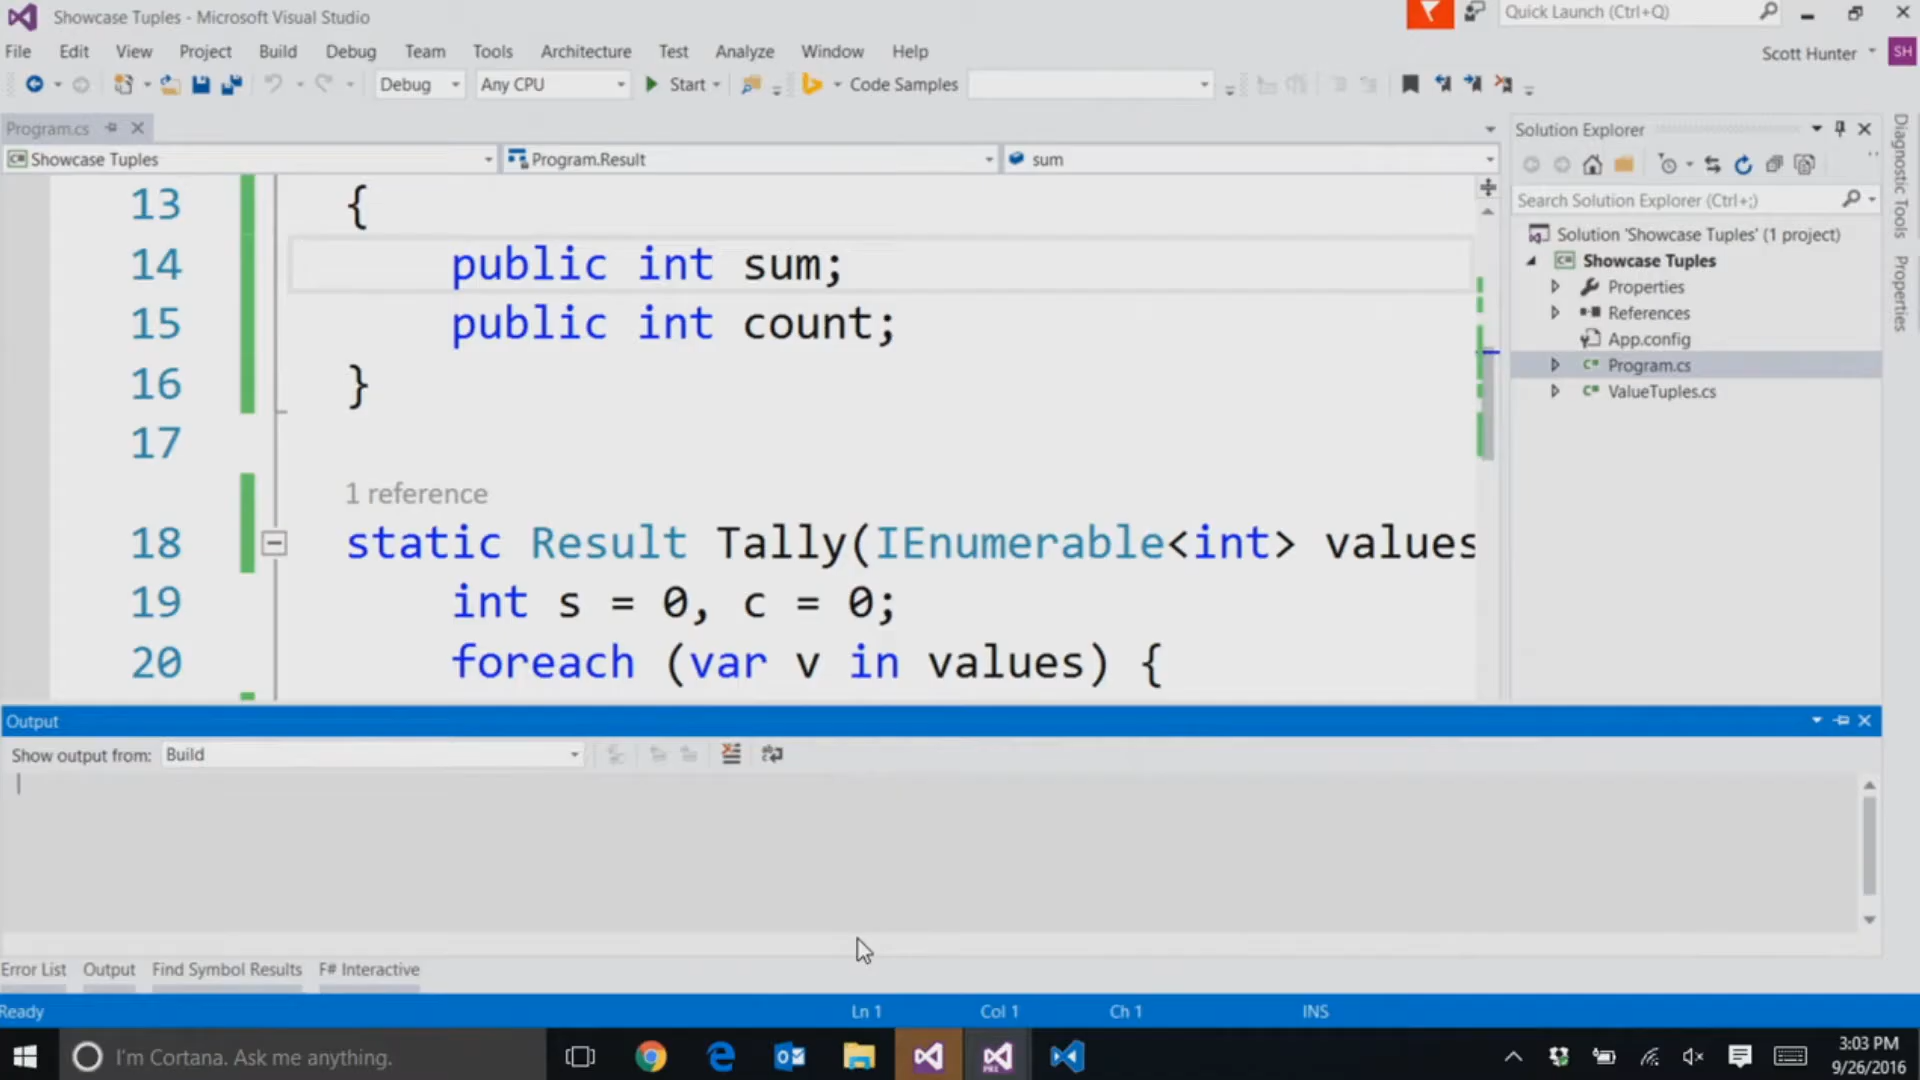 Showcase Tuples - Microsoft Visual Studio
Quick Launch (Ctrl+Q)
File Edit View Project Build Debug Team Tools Architecture Test Analyze Window Help
Scott Hunter SH
Debug Any CPU Start Code Samples
Program.cs
Showcase Tuples Program.Result sum
13 {
14 public int sum;
15 public int count;
16 }
17
1 reference
18 static Result Tally(IEnumerable<int> values
19 int s = 0, c = 0;
20 foreach (var v in values) {
Solution Explorer
Search Solution Explorer (Ctrl+;)
Solution 'Showcase Tuples' (1 project)
Showcase Tuples
Properties
References
App.config
Program.cs
ValueTuples.cs
Diagnostic Tools
Properties
Output
Show output from: Build
Error List Output Find Symbol Results F# Interactive
Ready Ln 1 Col 1 Ch 1 INS
I'm Cortana. Ask me anything.
3:03 PM
9/26/2016